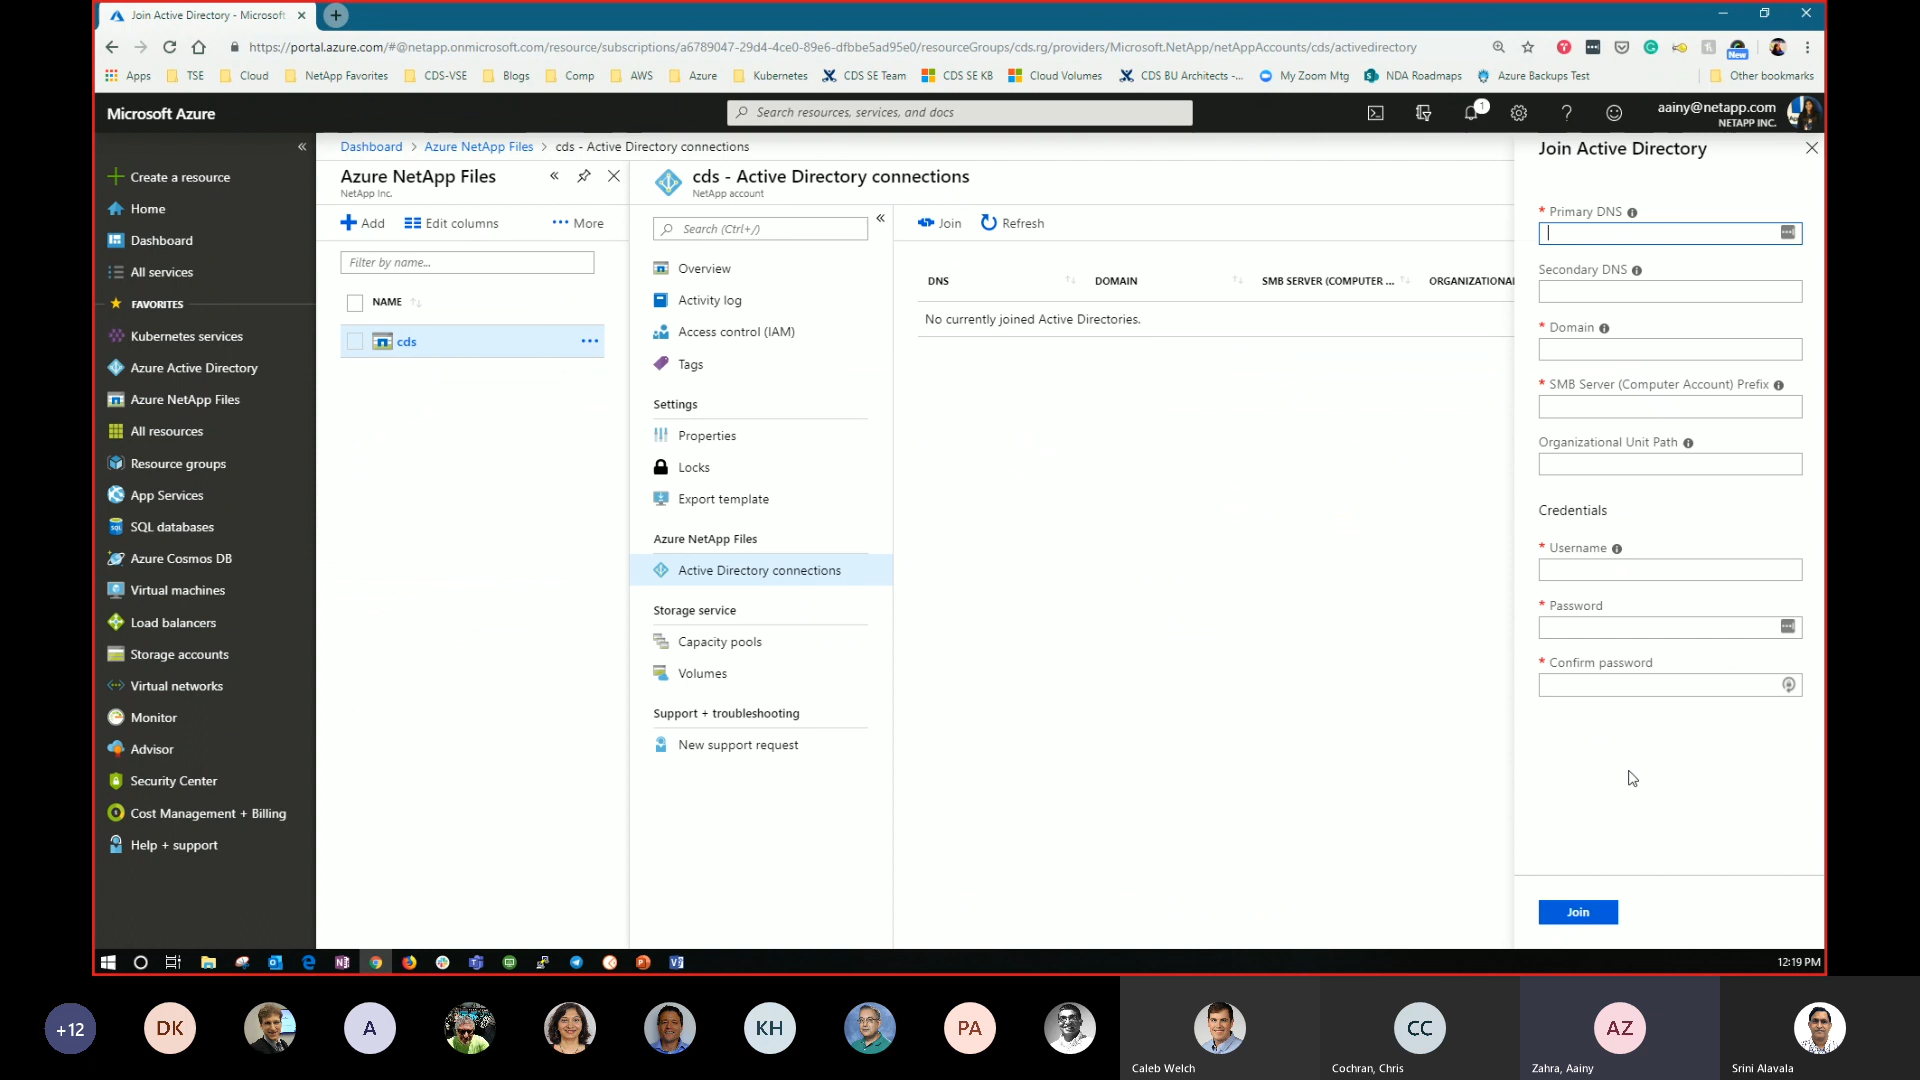 Join Active Directory - Microsoft
https://portal.azure.com/#@netapp.onmicrosoft.com/resource/subscriptions/a6789047-29d4-4ce0-89e6-dfbbe5ad95e0/resourceGroups/cds.rg/providers/Microsoft.NetApp/netAppAccounts/cds/activedirectory
New
Apps TSE Cloud NetApp Favorites CDS-VSE Blogs Comp AWS Azure Kubernetes CDS SE Team CDS SE KB Cloud Volumes CDS BU Architects -... My Zoom Mtg NDA Roadmaps Azure Backups Test Other bookmarks
Microsoft Azure
Search resources, services, and docs
1
aainy@netapp.com
NETAPP INC.
Create a resource
Home
Dashboard
All services
FAVORITES
Kubernetes services
Azure Active Directory
Azure NetApp Files
All resources
Resource groups
App Services
SQL databases
Azure Cosmos DB
Virtual machines
Load balancers
Storage accounts
Virtual networks
Monitor
Advisor
Security Center
Cost Management + Billing
Help + support
Dashboard > Azure NetApp Files > cds - Active Directory connections
Azure NetApp Files
NetApp Inc.
Add Edit columns ··· More
Filter by name...
NAME
cds
cds - Active Directory connections
NetApp account
Search (Ctrl+/)
Overview
Activity log
Access control (IAM)
Tags
Settings
Properties
Locks
Export template
Azure NetApp Files
Active Directory connections
Storage service
Capacity pools
Volumes
Support + troubleshooting
New support request
Join Refresh
DNS DOMAIN SMB SERVER (COMPUTER ... ORGANIZATIONAL
No currently joined Active Directories.
Join Active Directory
* Primary DNS
Secondary DNS
* Domain
* SMB Server (Computer Account) Prefix
Organizational Unit Path
Credentials
* Username
* Password
* Confirm password
Join
12:19 PM
+12
DK
A
KH
PA
CC
AZ
Caleb Welch
Cochran, Chris
Zahra, Aainy
Srini Alavala